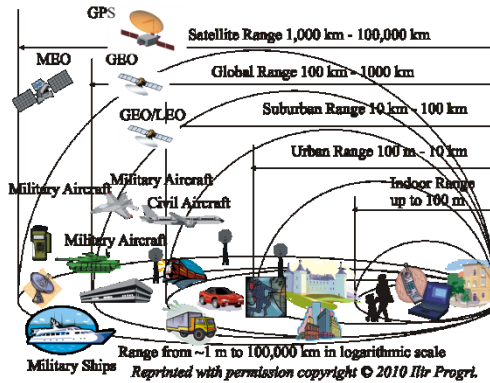 GPS
Satellite Range 1,000 km - 100,000 km
MEO
GEO
Global Range 100 km - 1000 km
Suburban Range 10 km - 100 km
GEO/LEO
Urban Range 100 m - 10 km
Military Aircraft
Indoor Range
up to 100 m
Military Aircraft
Civil Aircraft
Military Aircraft
Military Ships
Range from ~1 m to 100,000 km in logarithmic scale
Reprinted with permission copyright © 2010 Ilir Progri.